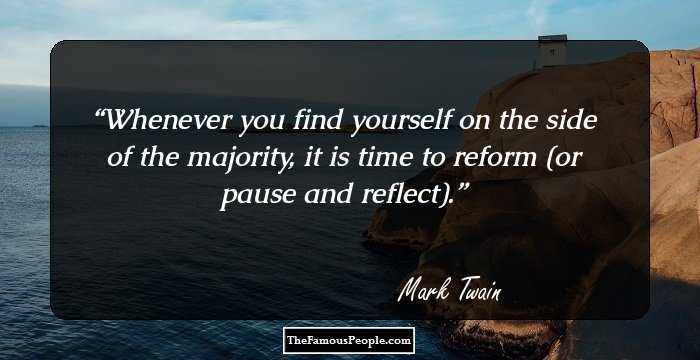 “Whenever you find yourself on the side
of the majority, it is time to reform (or
pause and reflect).”
Mark Twain
TheFamousPeople.com